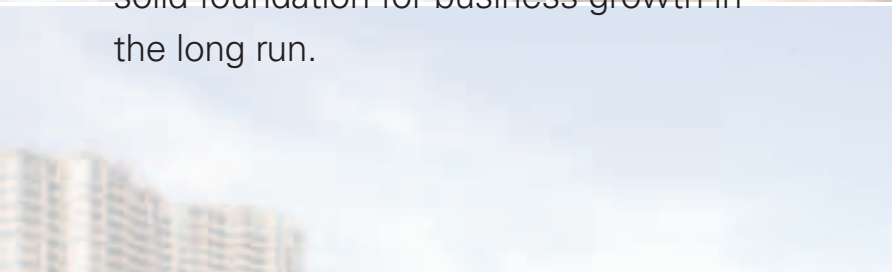 solid foundation for business growth in
the long run.